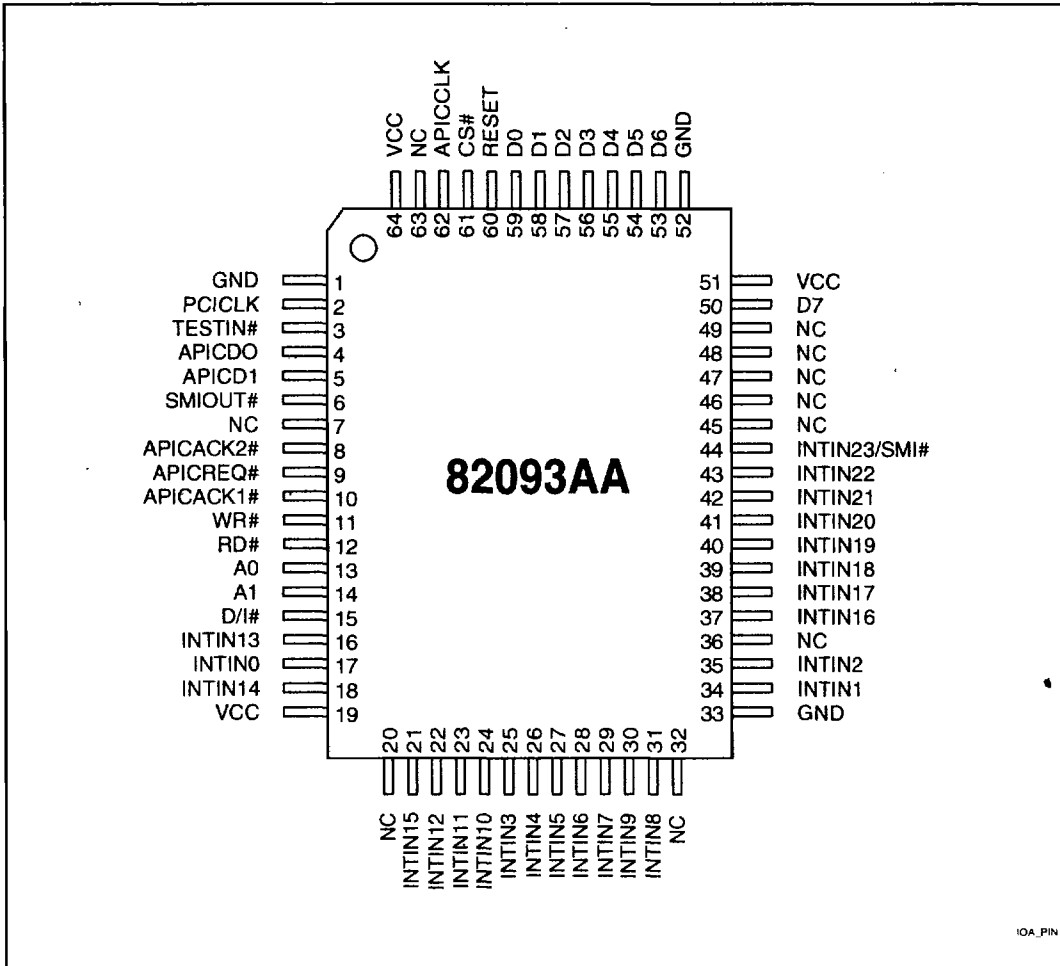 VCC
NC
APICCLK
CS#
RESET
D0
D1
D2
D3
D4
D5
D6
GND
64 63 62 61 60 59 58 57 56 55 54 53 52
GND 1
PCICLK 2
TESTIN# 3
APICDO 4
APICD1 5
SMIOUT# 6
NC 7
APICACK2# 8
APICREQ# 9
APICACK1# 10
WR# 11
RD# 12
A0 13
A1 14
D/I# 15
INTIN13 16
INTIN0 17
INTIN14 18
VCC 19
82093AA
51 VCC
50 D7
49 NC
48 NC
47 NC
46 NC
45 NC
44 INTIN23/SMI#
43 INTIN22
42 INTIN21
41 INTIN20
40 INTIN19
39 INTIN18
38 INTIN17
37 INTIN16
36 NC
35 INTIN2
34 INTIN1
33 GND
20 21 22 23 24 25 26 27 28 29 30 31 32
NC
INTIN15
INTIN12
INTIN11
INTIN10
INTIN3
INTIN4
INTIN5
INTIN6
INTIN7
INTIN9
INTIN8
NC
IOA_PIN